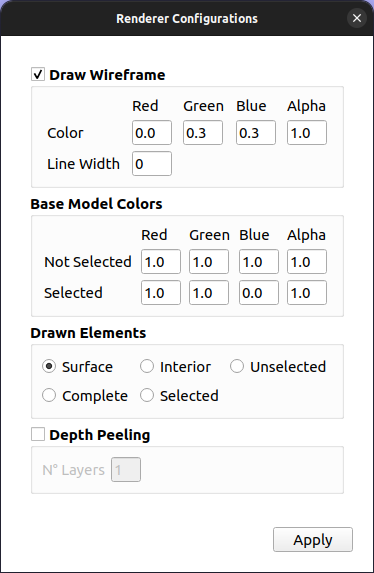 Renderer Configurations
Draw Wireframe
Red Green Blue Alpha
Color 0.0 0.3 0.3 1.0
Line Width 0
Base Model Colors
Red Green Blue Alpha
Not Selected 1.0 1.0 1.0 1.0
Selected 1.0 1.0 0.0 1.0
Drawn Elements
Surface Interior Unselected
Complete Selected
Depth Peeling
N° Layers 1
Apply